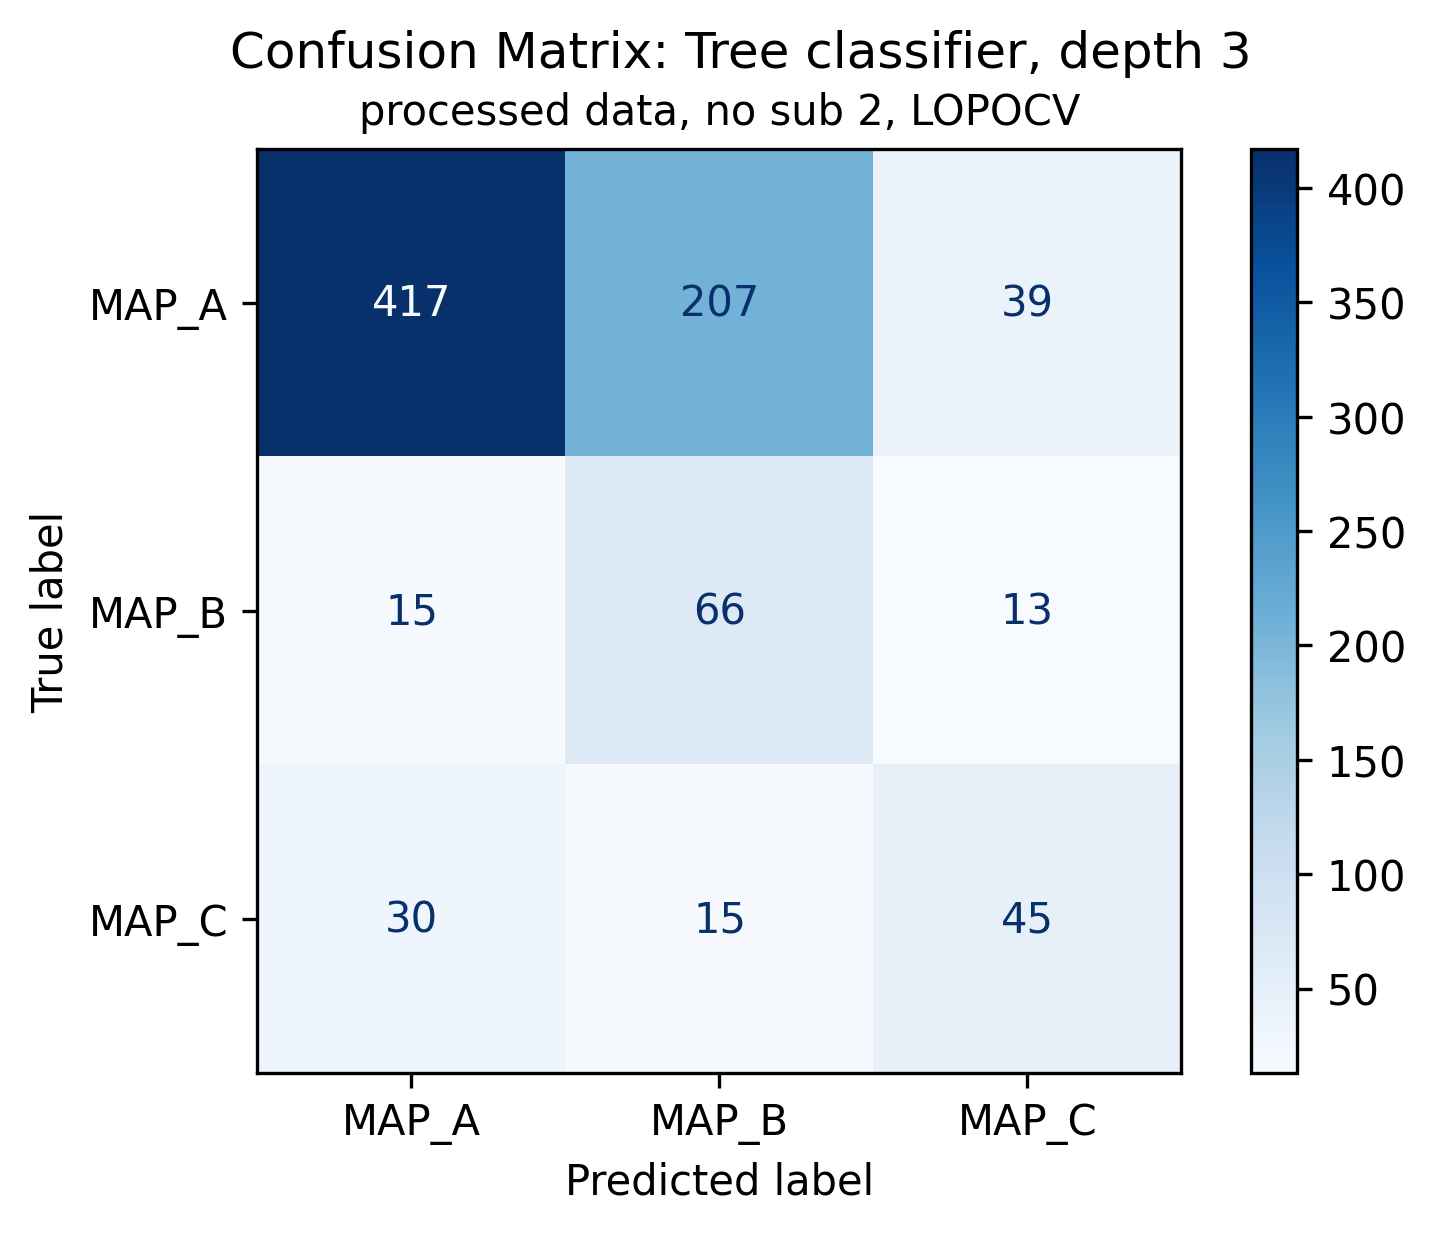 Confusion Matrix: Tree classifier, depth 3
processed data, no sub 2, LOPOCV
True label
MAP_A
417
207
39
MAP_B
15
66
13
MAP_C
30
15
45
MAP_A
MAP_B
MAP_C
Predicted label
400
350
300
250
200
150
100
50